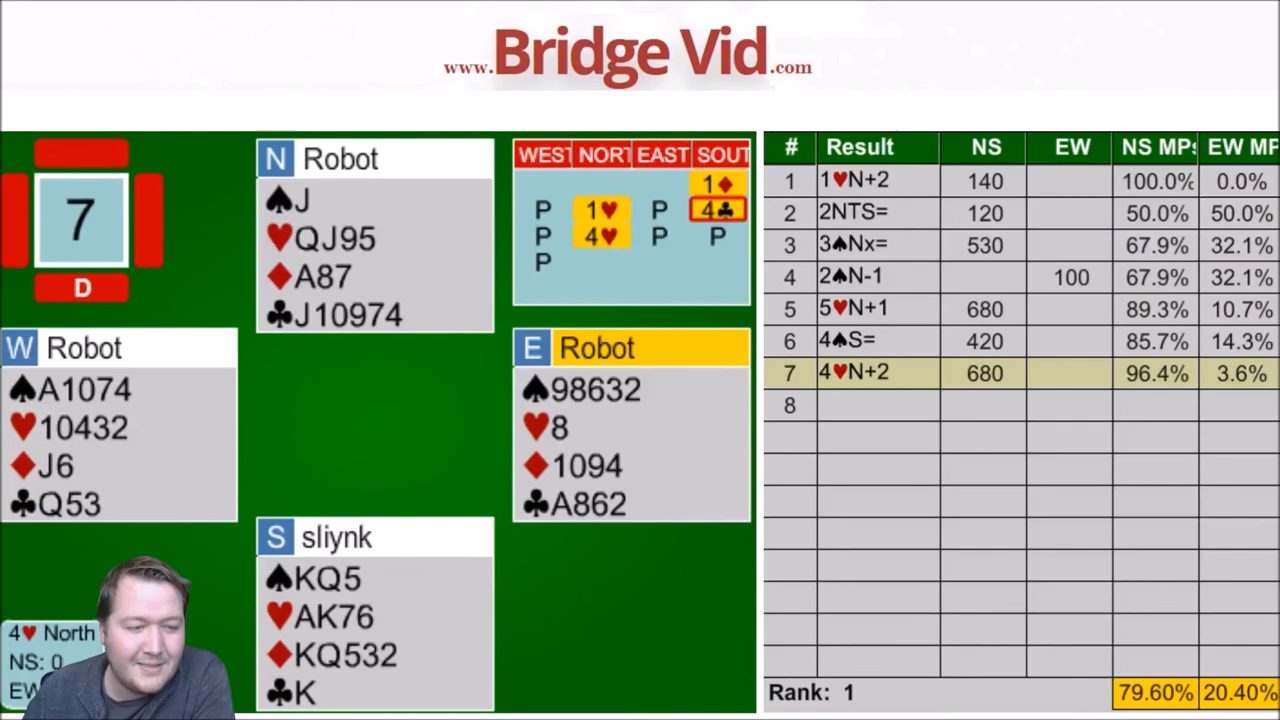 www.Bridge Vid.com
7
D
N Robot
♠J
♥QJ95
♦A87
♣J10974
WEST NORT EAST SOUT
1♦
P 1♥ P 4♣
P 4♥ P P
P
W Robot
♠A1074
♥10432
♦J6
♣Q53
E Robot
♠98632
♥8
♦1094
♣A862
S sliynk
♠KQ5
♥AK76
♦KQ532
♣K
4♥ North
NS: 0
EW
# Result NS EW NS MPs EW MP
1 1♥N+2 140 100.0% 0.0%
2 2NTS= 120 50.0% 50.0%
3 3♠Nx= 530 67.9% 32.1%
4 2♠N-1 100 67.9% 32.1%
5 5♥N+1 680 89.3% 10.7%
6 4♠S= 420 85.7% 14.3%
7 4♥N+2 680 96.4% 3.6%
8
Rank: 1 79.60% 20.40%